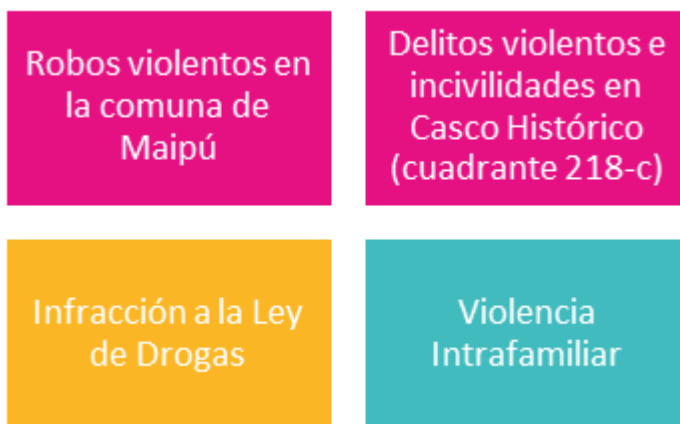 Robos violentos en
la comuna de
Maipú
Delitos violentos e
incivilidades en
Casco Histórico
(cuadrante 218-c)
Infracción a la Ley
de Drogas
Violencia
Intrafamiliar